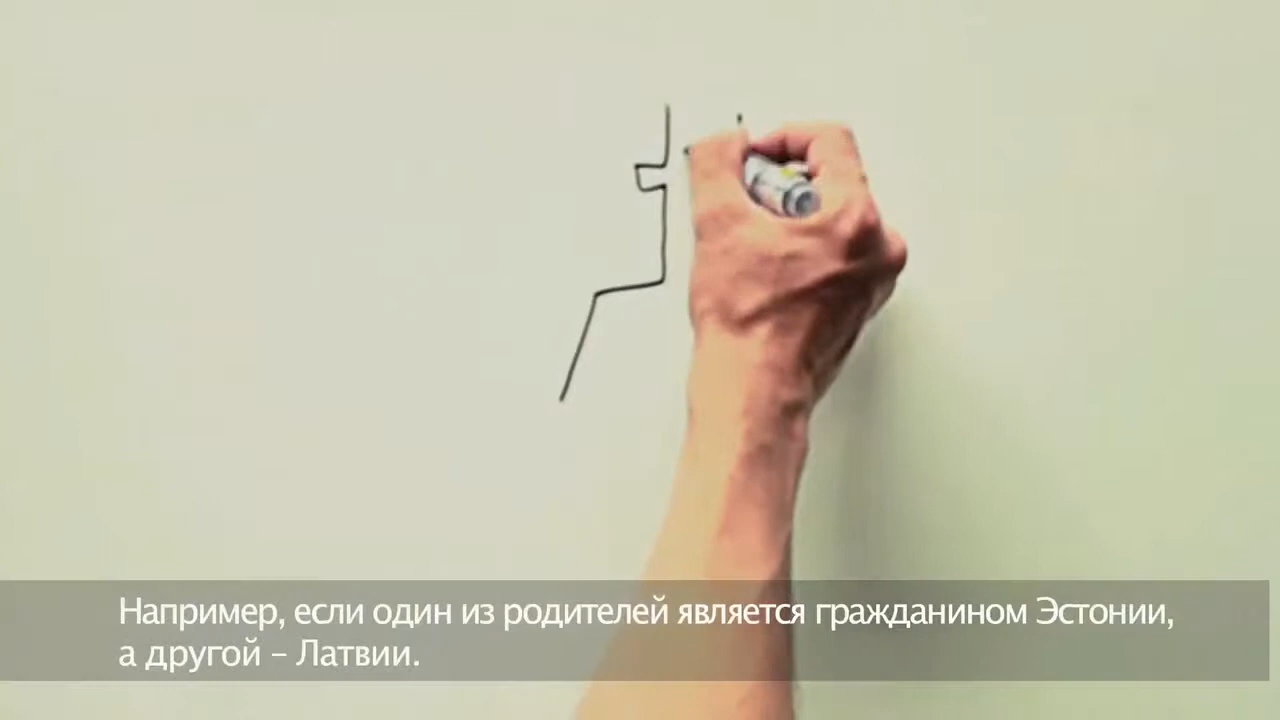 Например, если один из родителей является гражданином Эстонии,
а другой – Латвии.